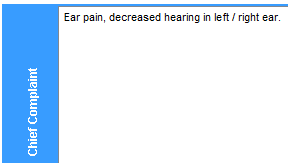 Ear pain, decreased hearing in left / right ear.
Chief Complaint